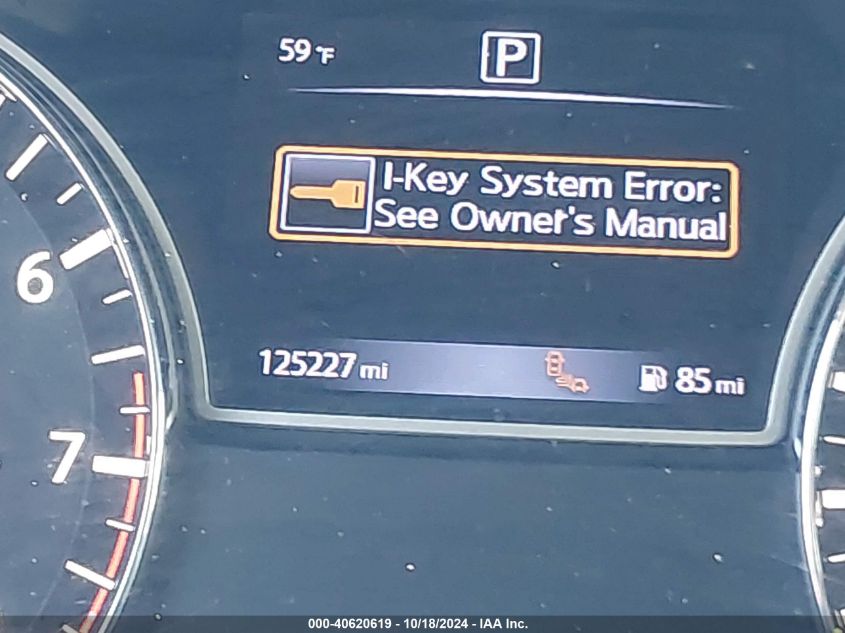 59°F
P
I-Key System Error:
See Owner's Manual
6
125227 mi
85 mi
7
000-40620619 - 10/18/2024 - IAA Inc.